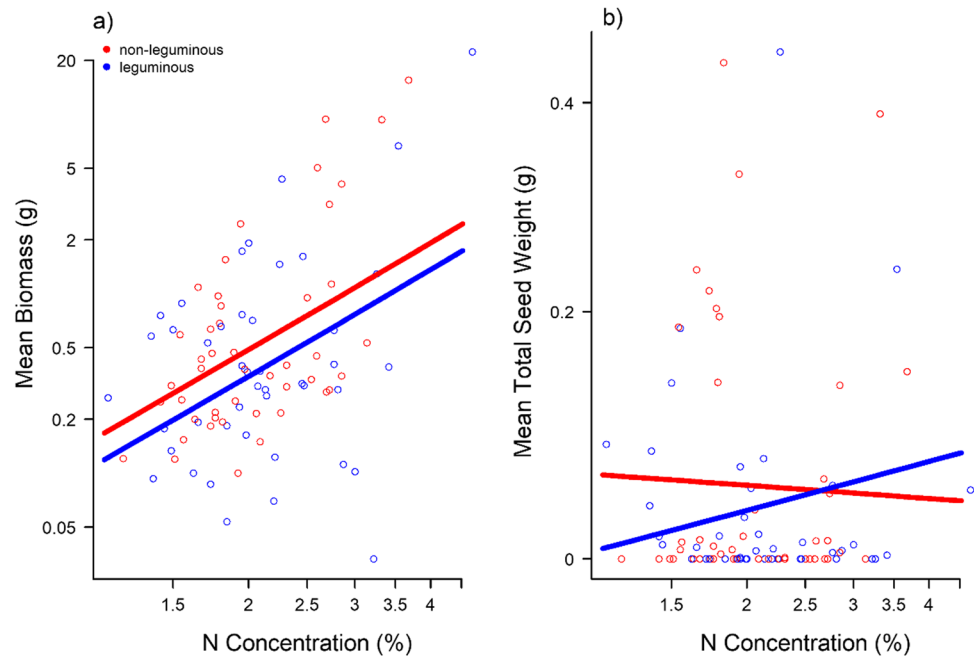 a)
non-leguminous
leguminous
Mean Biomass (g)
20
5
2
0.5
0.2
0.05
1.5 2 2.5 3 3.5 4
N Concentration (%)
b)
Mean Total Seed Weight (g)
0.4
0.2
0
1.5 2 2.5 3 3.5 4
N Concentration (%)